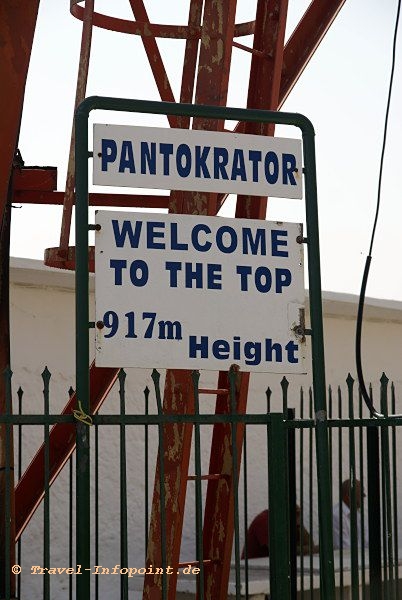 PANTOKRATOR
WELCOME
TO THE TOP
917m Height
© Travel-Infopoint.de